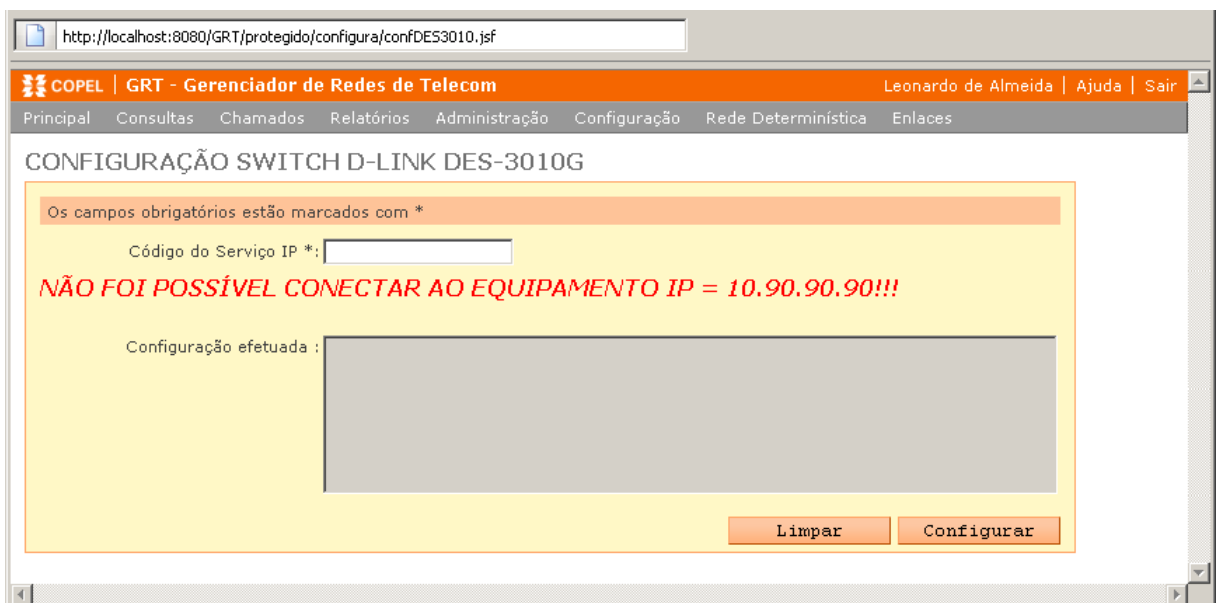 http://localhost:8080/GRT/protegido/configura/confDES3010.jsf
COPEL | GRT - Gerenciador de Redes de Telecom Leonardo de Almeida | Ajuda | Sair
Principal Consultas Chamados Relatórios Administração Configuração Rede Determinística Enlaces
CONFIGURAÇÃO SWITCH D-LINK DES-3010G
Os campos obrigatórios estão marcados com *
Código do Serviço IP *:
NÃO FOI POSSÍVEL CONECTAR AO EQUIPAMENTO IP = 10.90.90.90!!!
Configuração efetuada :
Limpar Configurar